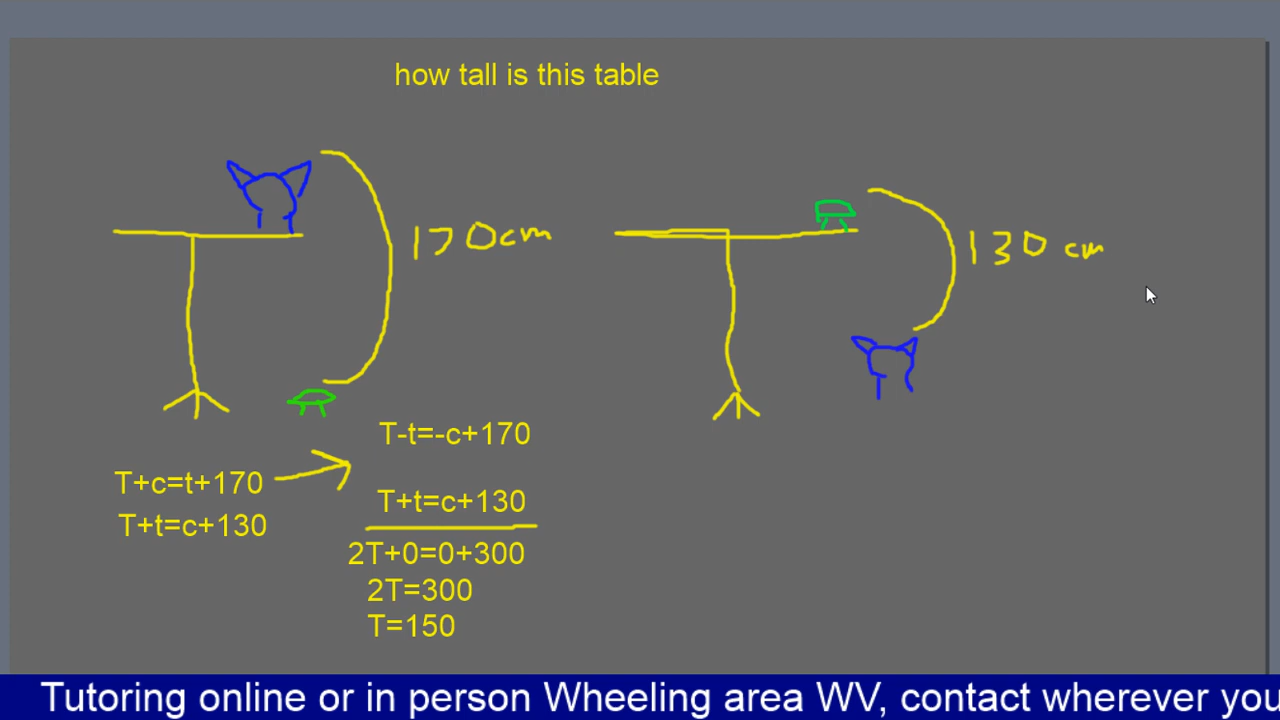 how tall is this table
170cm
130 cm
T-t=-c+170
T+c=t+170
T+t=c+130
T+t=c+130
2T+0=0+300
2T=300
T=150
Tutoring online or in person Wheeling area WV, contact wherever you